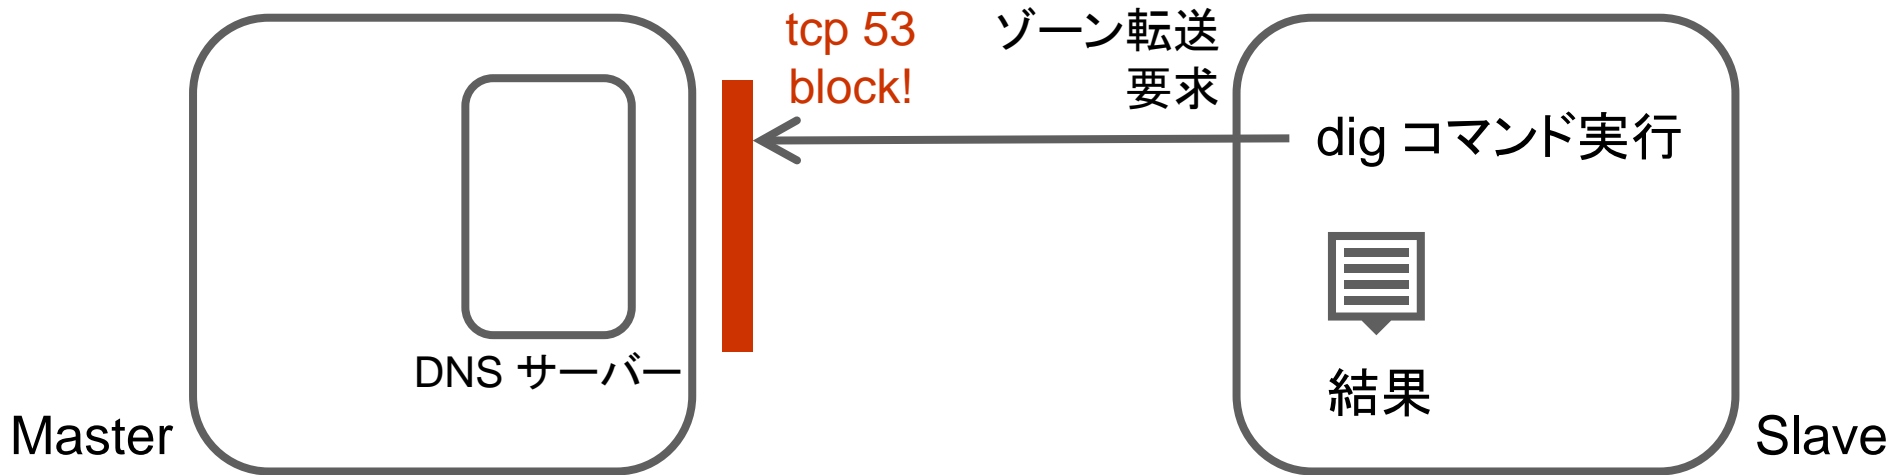 tcp 53
block!
ゾーン転送
要求
dig コマンド実行
DNS サーバー
結果
Master
Slave